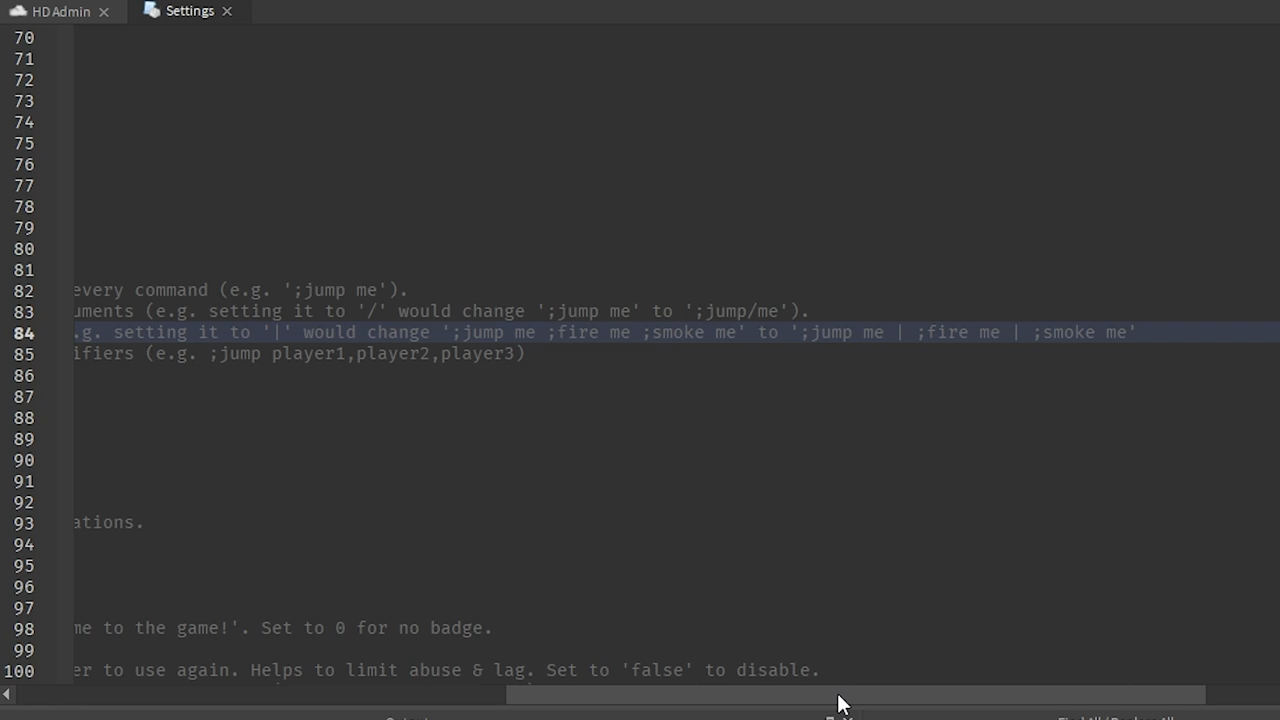 HDAdmin
Settings
70
71
72
73
74
75
76
77
78
79
80
81
82 every command (e.g. ';jump me').
83 uments (e.g. setting it to '/' would change ';jump me' to ';jump/me').
84 .g. setting it to '|' would change ';jump me ;fire me ;smoke me' to ';jump me | ;fire me | ;smoke me'
85 ifiers (e.g. ;jump player1,player2,player3)
86
87
88
89
90
91
92
93 ations.
94
95
96
97
98 me to the game!'. Set to 0 for no badge.
99
100 er to use again. Helps to limit abuse & lag. Set to 'false' to disable.